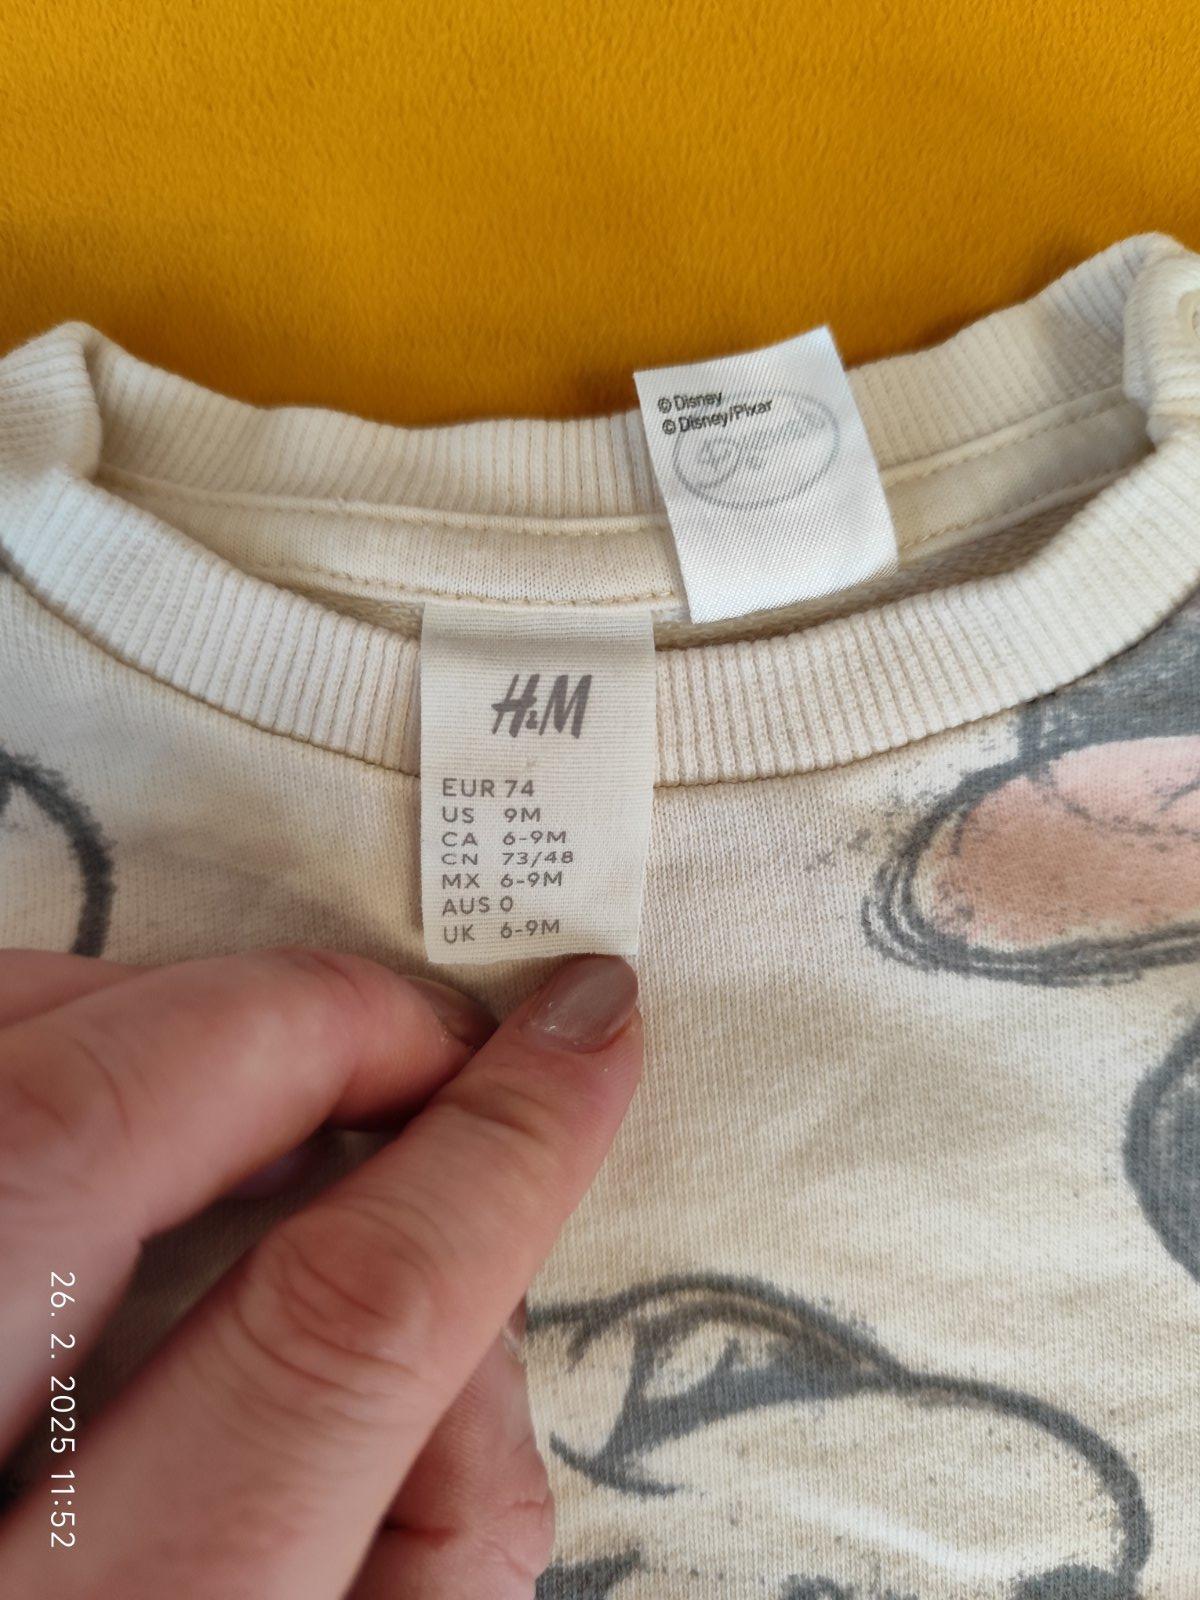 © Disney
© Disney/Pixar
H&M
EUR 74
US 9M
CA 6-9M
CN 73/48
MX 6-9M
AUS 0
UK 6-9M
26. 2. 2025 11:52